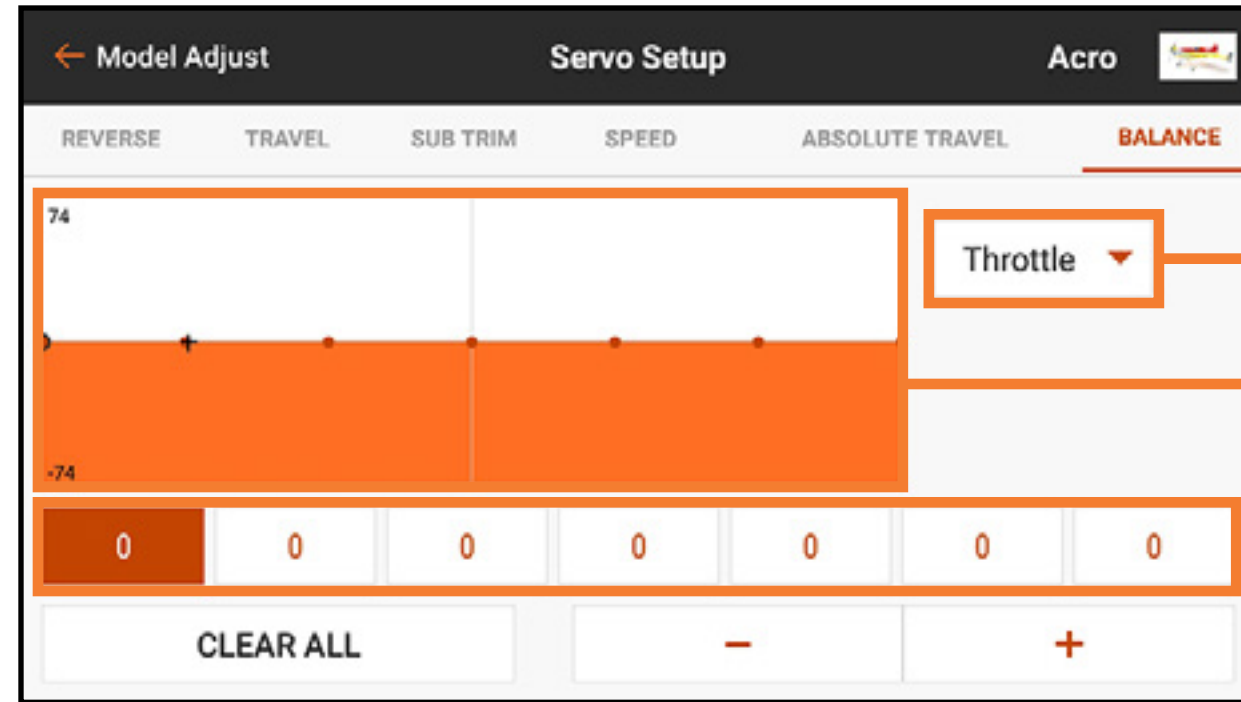 ← Model Adjust Servo Setup Acro
REVERSE TRAVEL SUB TRIM SPEED ABSOLUTE TRAVEL BALANCE
74
Throttle
-74
0 0 0 0 0 0 0
CLEAR ALL − +